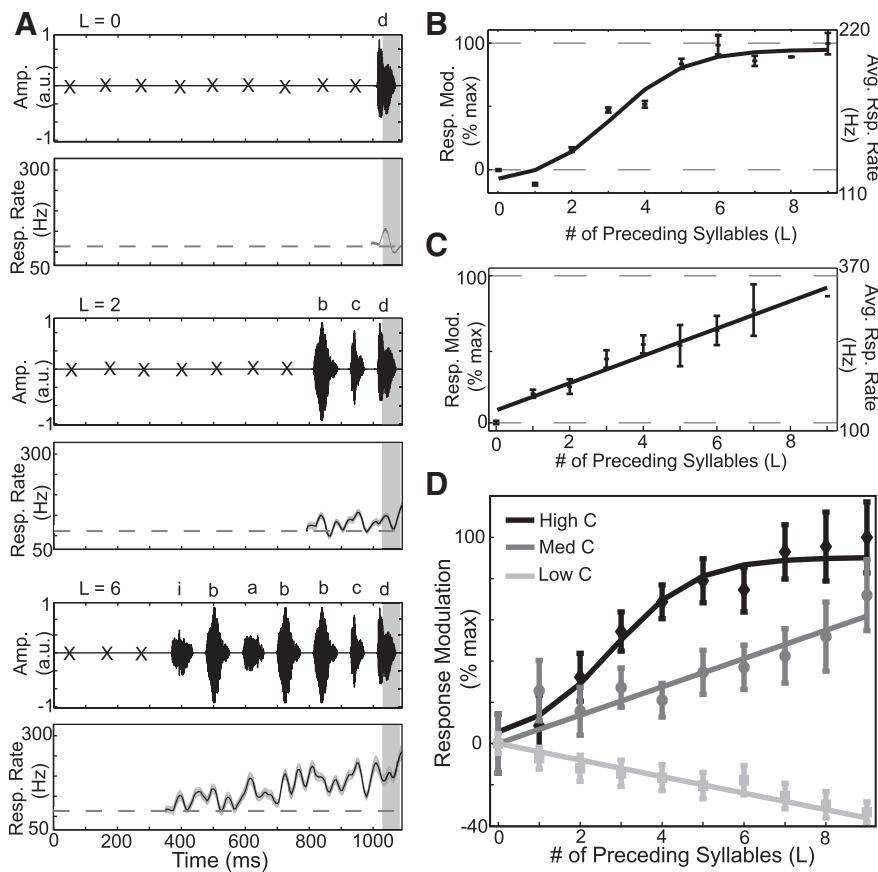 A
L = 0
d
1
Amp.
(a.u.)
X X X X X X X X X
-1
300
Resp. Rate
(Hz)
50
L = 2
b c d
1
Amp.
(a.u.)
X X X X X X X
-1
300
Resp. Rate
(Hz)
50
L = 6
i b a b b c d
1
Amp.
(a.u.)
X X X
-1
300
Resp. Rate
(Hz)
50
0 200 400 600 800 1000
Time (ms)
B
100
0
Resp. Mod.
(% max)
220
110
Avg. Rsp. Rate
(Hz)
0 2 4 6 8
# of Preceding Syllables (L)
C
100
0
Resp. Mod.
(% max)
370
100
Avg. Rsp. Rate
(Hz)
0 2 4 6 8
# of Preceding Syllables (L)
D
High C
Med C
Low C
100
0
-40
Response Modulation
(% max)
0 2 4 6 8
# of Preceding Syllables (L)